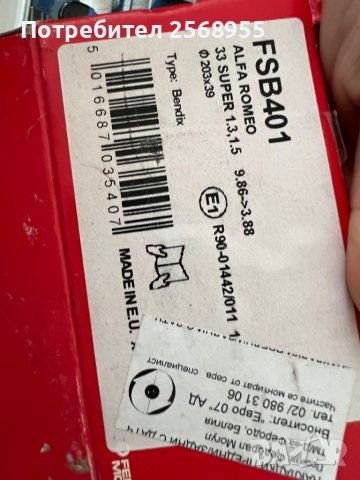 Потребител 2568955
FSB401
ALFA ROMEO
33 SUPER 1.3,1.5 9.86->3.88
Φ 203x39
E1 R90-01442/011
Type: Bendix
5 016687 035407
MADE IN E.U.
Частите се монтират от серв. специалист
тел. 02/ 980 31 06
Вносител: "Евро 07" АД